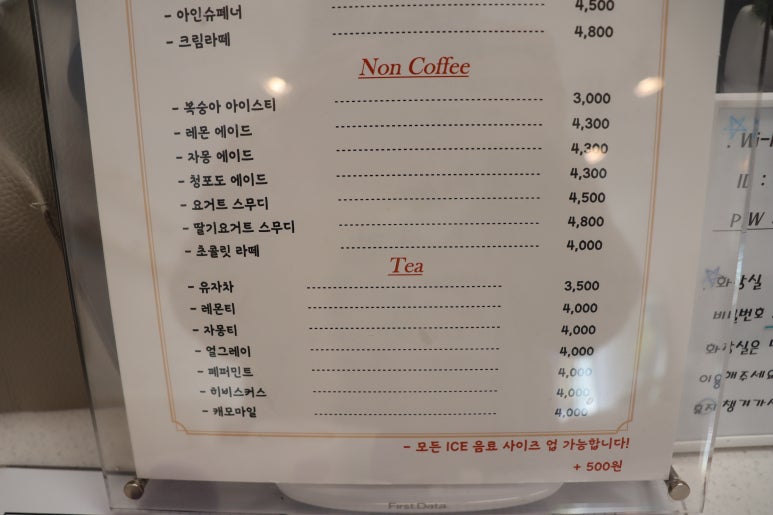 - 아인슈페너 ---------- 4,500
- 크림라떼 ---------- 4,800
Non Coffee
- 복숭아 아이스티 ---------- 3,000
- 레몬 에이드 ---------- 4,300
- 자몽 에이드 ---------- 4,300
- 청포도 에이드 ---------- 4,300
- 요거트 스무디 ---------- 4,500
- 딸기요거트 스무디 ---------- 4,800
- 초콜릿 라떼 ---------- 4,000
Tea
- 유자차 ---------- 3,500
- 레몬티 ---------- 4,000
- 자몽티 ---------- 4,000
- 얼그레이 ---------- 4,000
- 페퍼민트 ---------- 4,000
- 히비스커스 ---------- 4,000
- 캐모마일 ---------- 4,000
- 모든 ICE 음료 사이즈 업 가능합니다!
+ 500원
First Data
ID :
PW
화장실
비밀번호
화장실은
이용해주세요